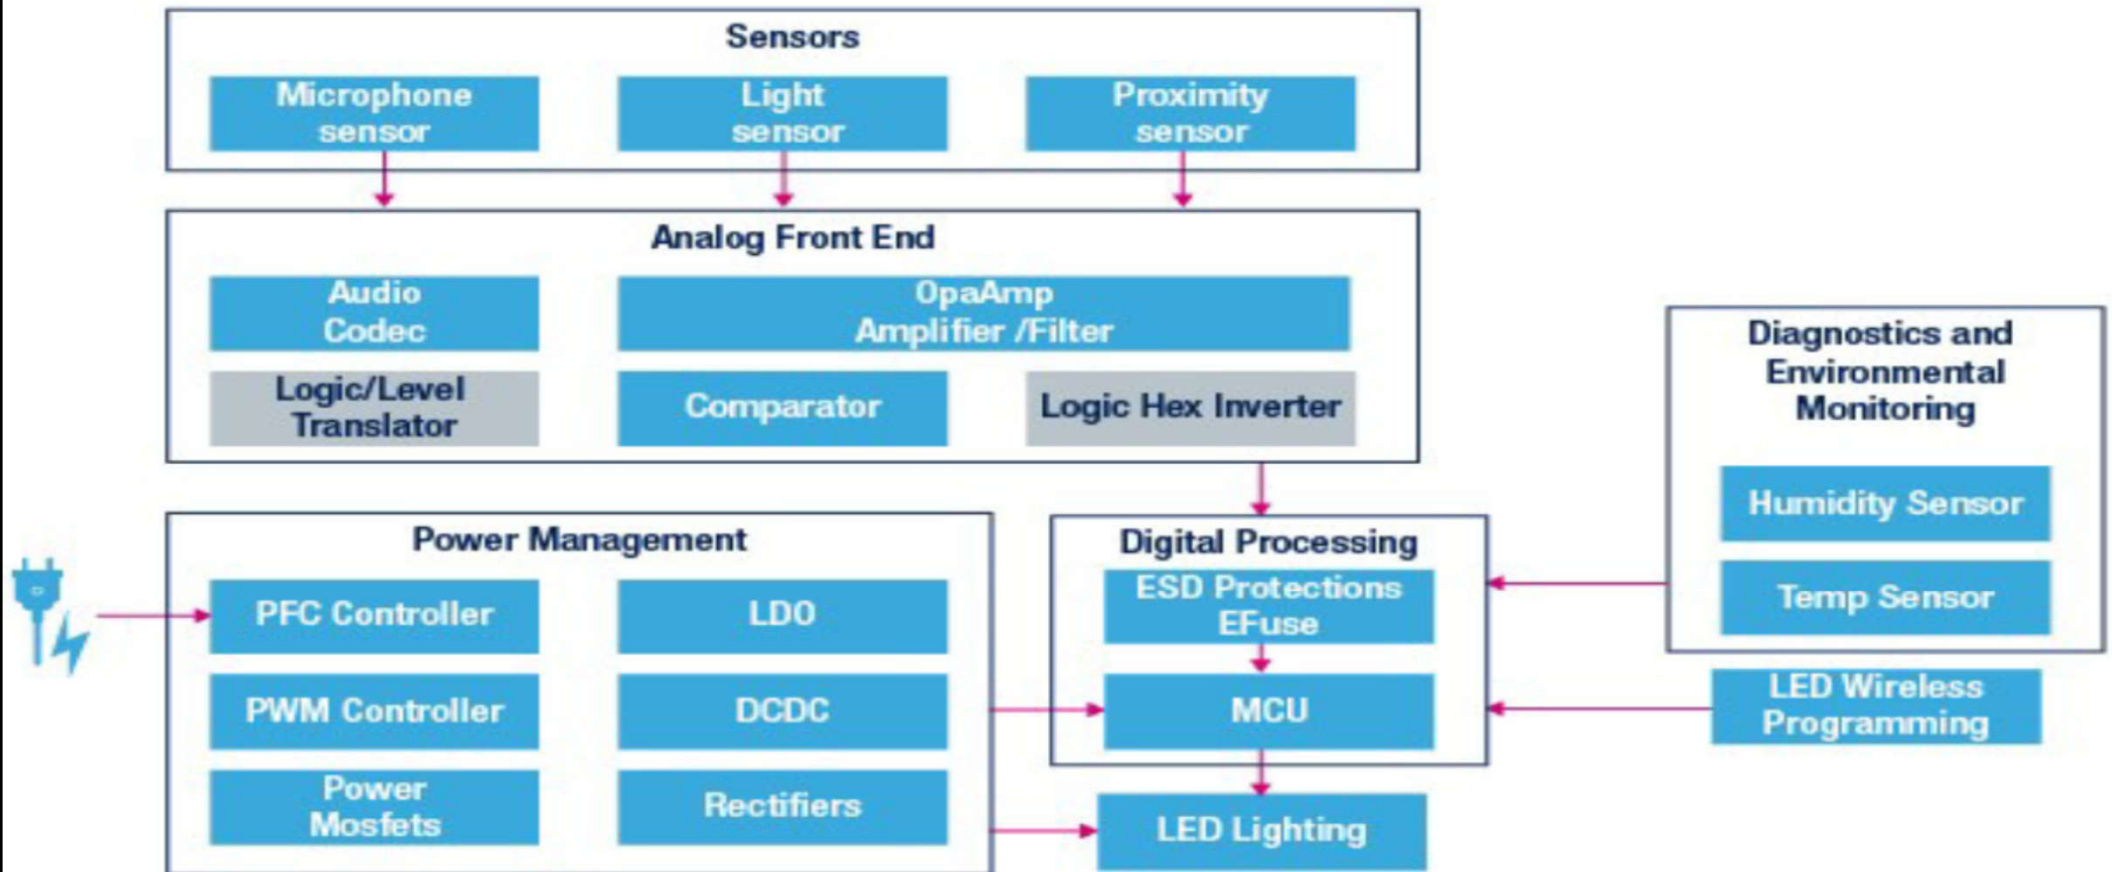 Sensors
Microphone
sensor
Light
sensor
Proximity
sensor
Analog Front End
Audio
Codec
OpaAmp
Amplifier /Filter
Logic/Level
Translator
Comparator
Logic Hex Inverter
Power Management
PFC Controller
LDO
PWM Controller
DCDC
Power
Mosfets
Rectifiers
Digital Processing
ESD Protections
EFuse
MCU
LED Lighting
Diagnostics and
Environmental
Monitoring
Humidity Sensor
Temp Sensor
LED Wireless
Programming